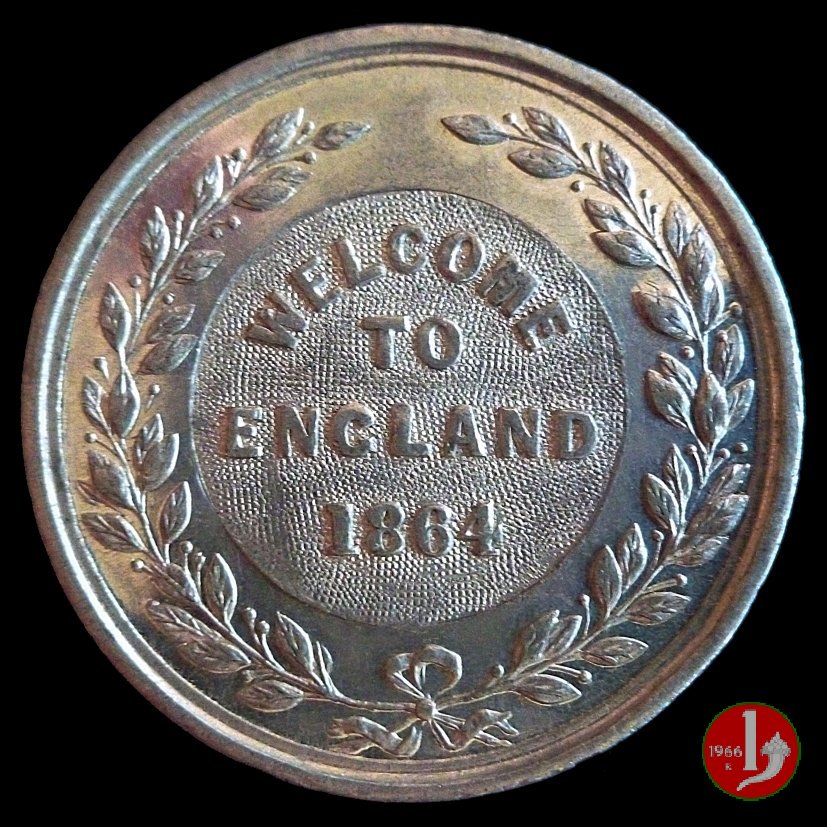 WELCOME
TO
ENGLAND
1864
1966
R